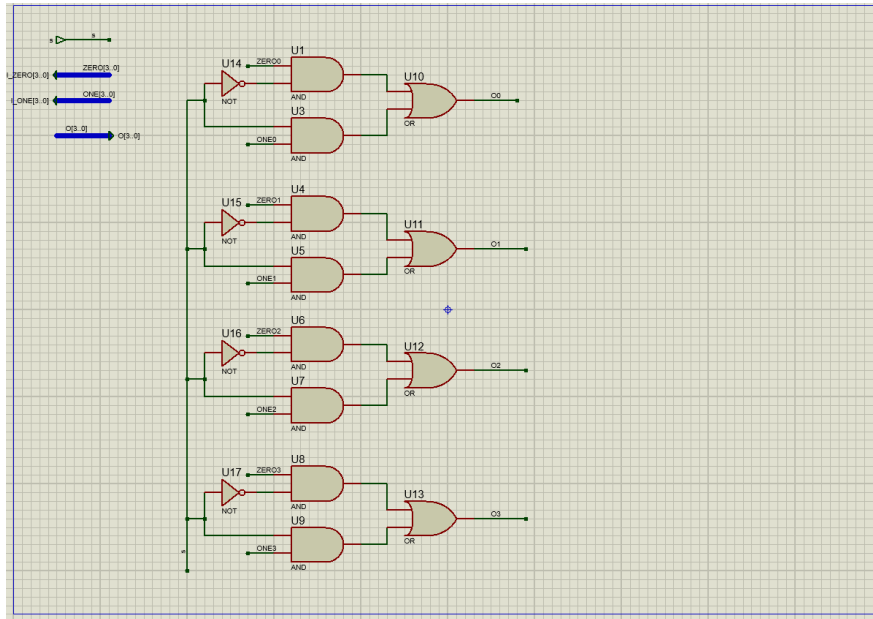 s
s
I_ZERO[3..0]
ZERO[3..0]
I_ONE[3..0]
ONE[3..0]
O[3..0]
O[3..0]
U14
NOT
ZERO0
U1
AND
U10
OR
O0
U3
ONE0
AND
U15
NOT
ZERO1
U4
AND
U11
OR
O1
U5
ONE1
AND
U16
NOT
ZERO2
U6
AND
U12
OR
O2
U7
ONE2
AND
U17
NOT
ZERO3
U8
AND
U13
OR
O3
U9
ONE3
AND
s